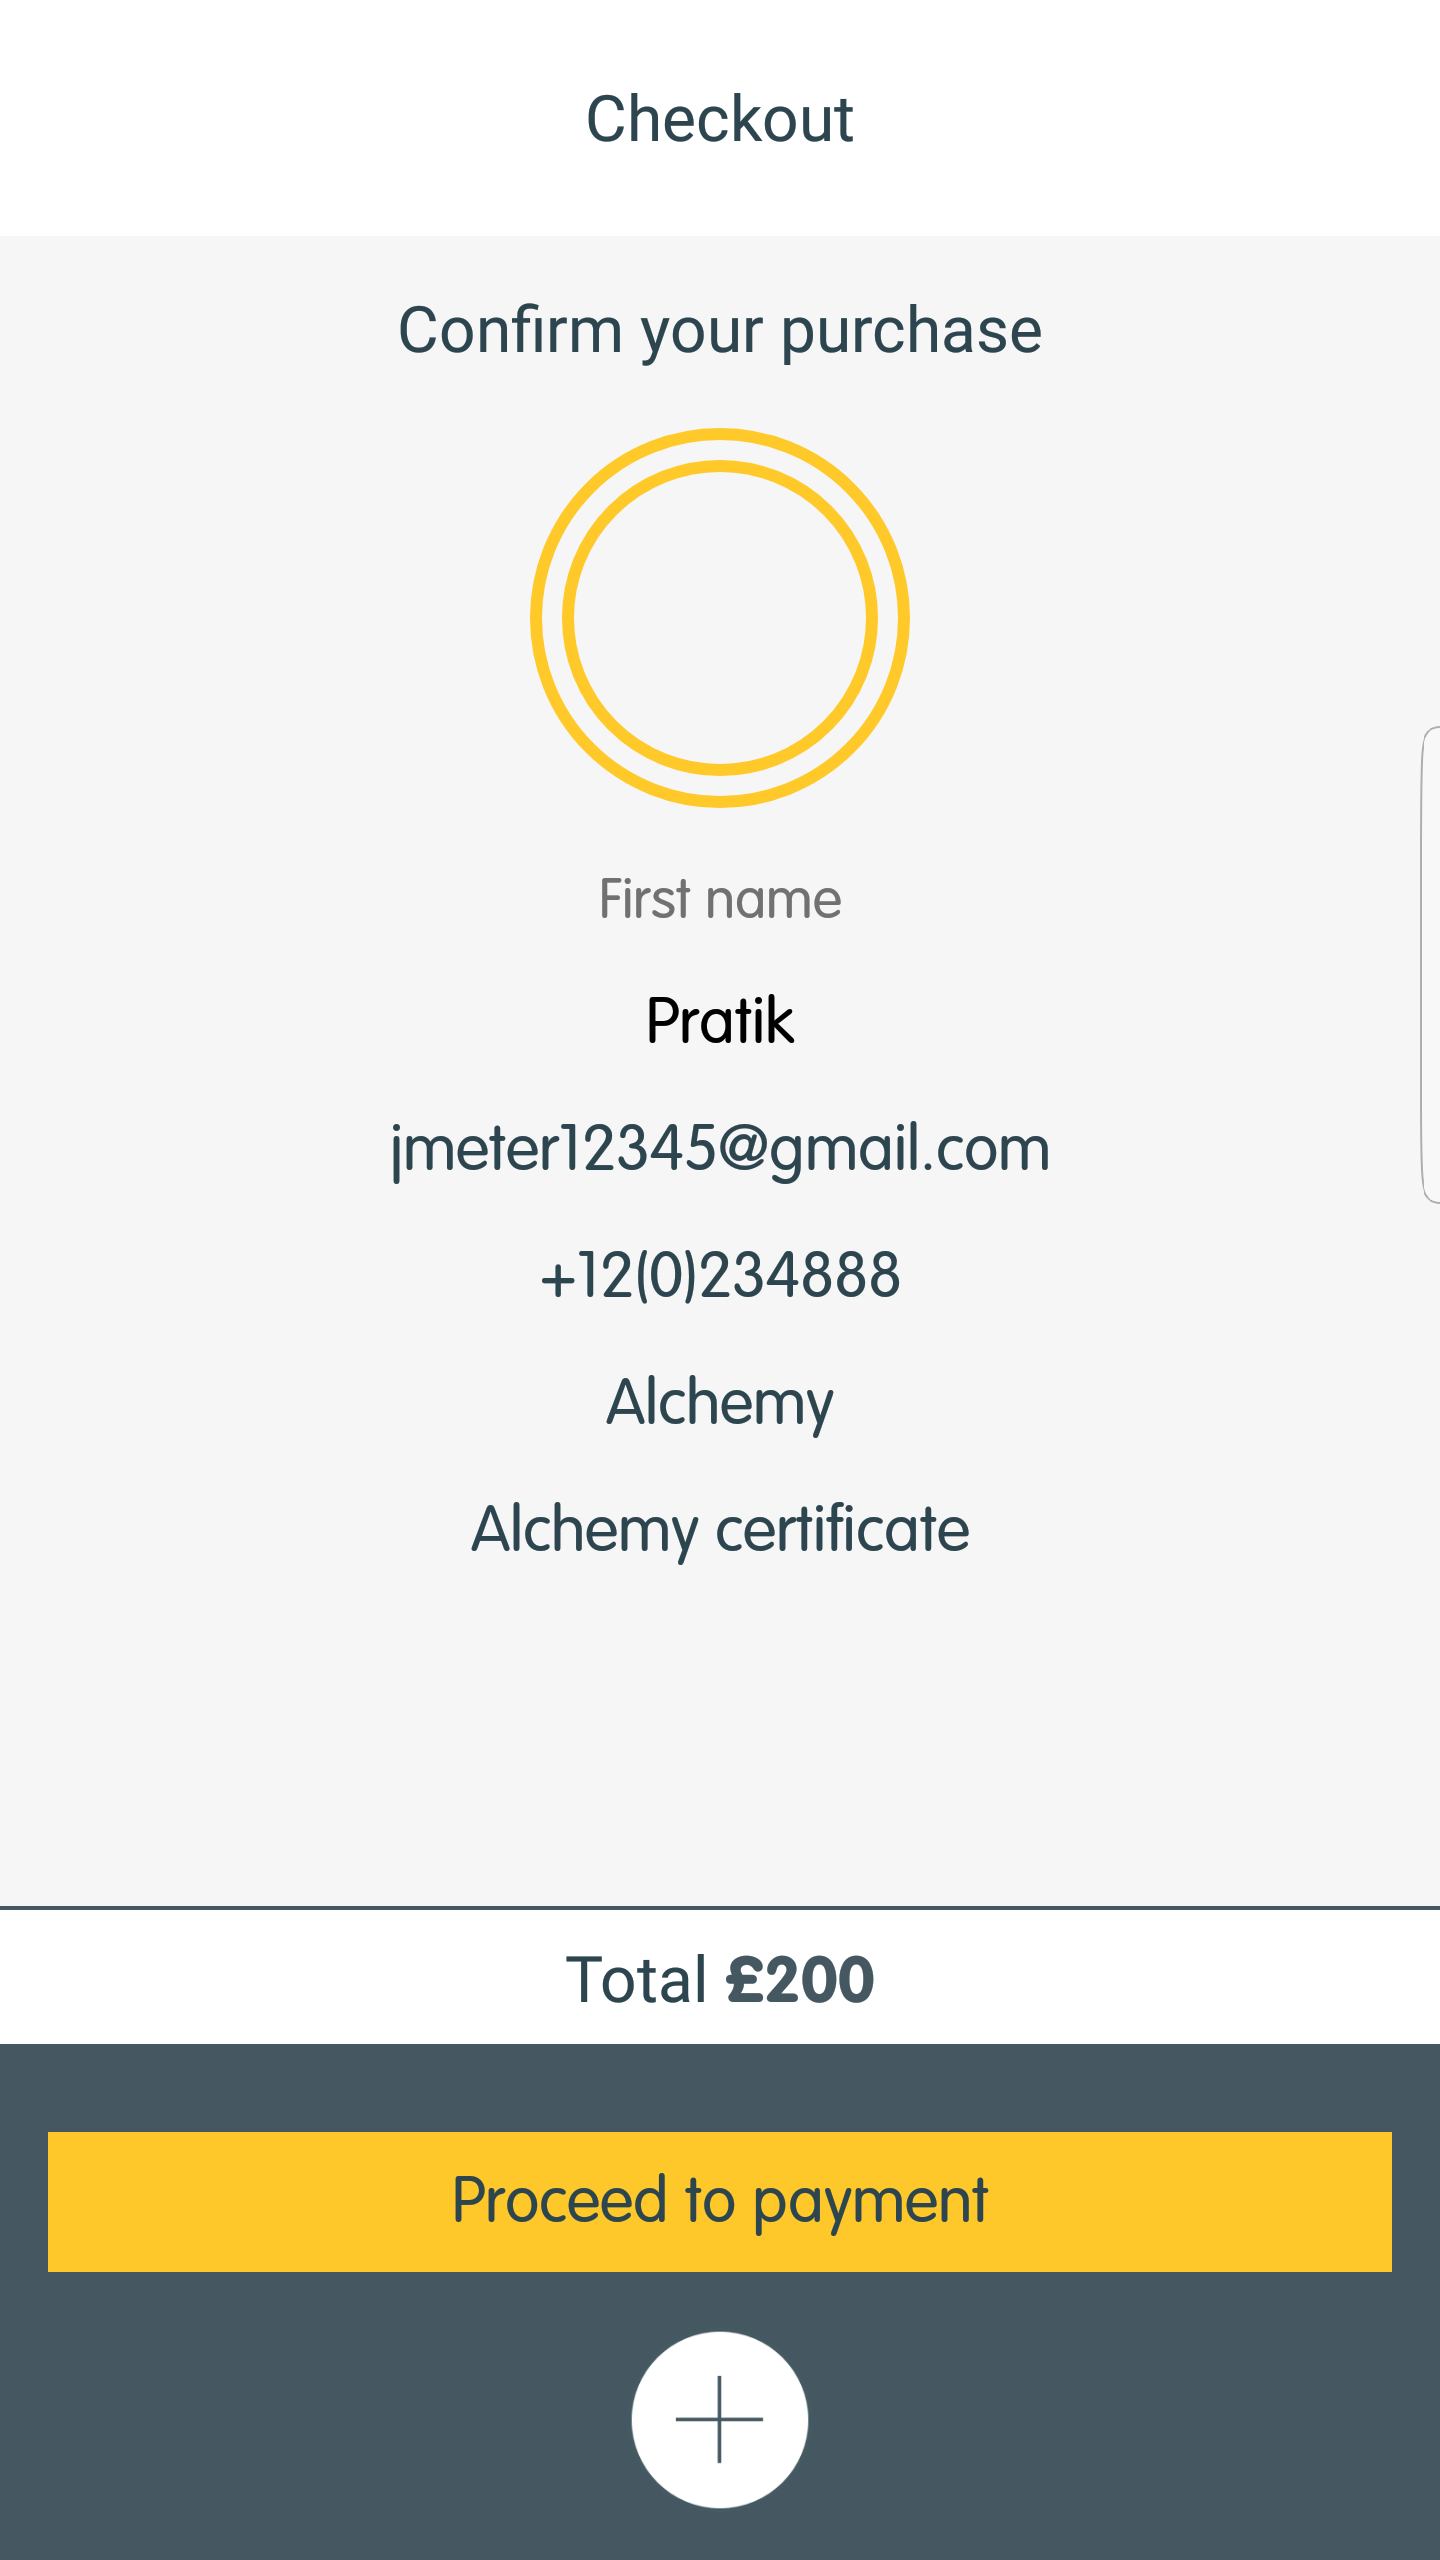 Checkout
Confirm your purchase
First name
Pratik
jmeter12345@gmail.com
+12(0)234888
Alchemy
Alchemy certificate
Total £200
Proceed to payment